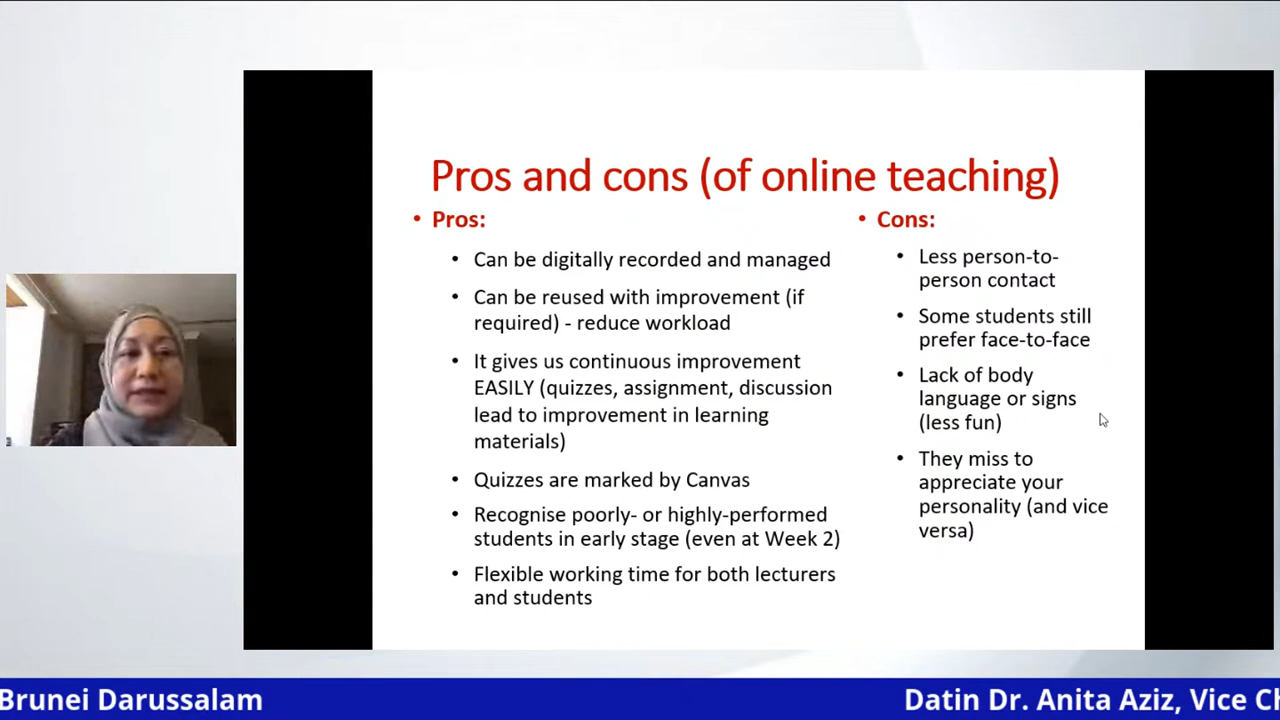 Pros and cons (of online teaching)
• Pros:
• Can be digitally recorded and managed
• Can be reused with improvement (if
required) - reduce workload
• It gives us continuous improvement
EASILY (quizzes, assignment, discussion
lead to improvement in learning
materials)
• Quizzes are marked by Canvas
• Recognise poorly- or highly-performed
students in early stage (even at Week 2)
• Flexible working time for both lecturers
and students
• Cons:
• Less person-to-
person contact
• Some students still
prefer face-to-face
• Lack of body
language or signs
(less fun)
• They miss to
appreciate your
personality (and vice
versa)
Brunei Darussalam
Datin Dr. Anita Aziz, Vice